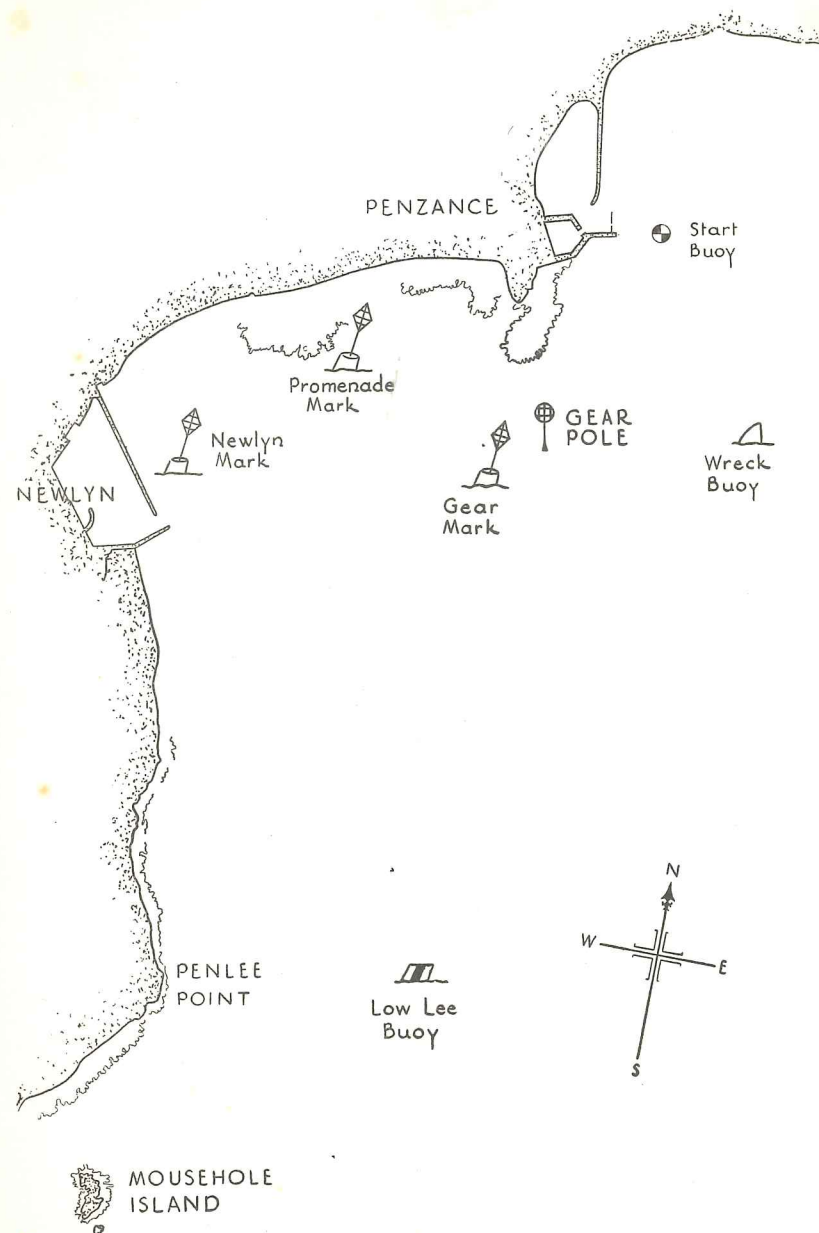 PENZANCE
Start
Buoy
Promenade
Mark
Newlyn
Mark
GEAR
POLE
Wreck
Buoy
NEWLYN
Gear
Mark
N
W
E
S
PENLEE
POINT
Low Lee
Buoy
MOUSEHOLE
ISLAND